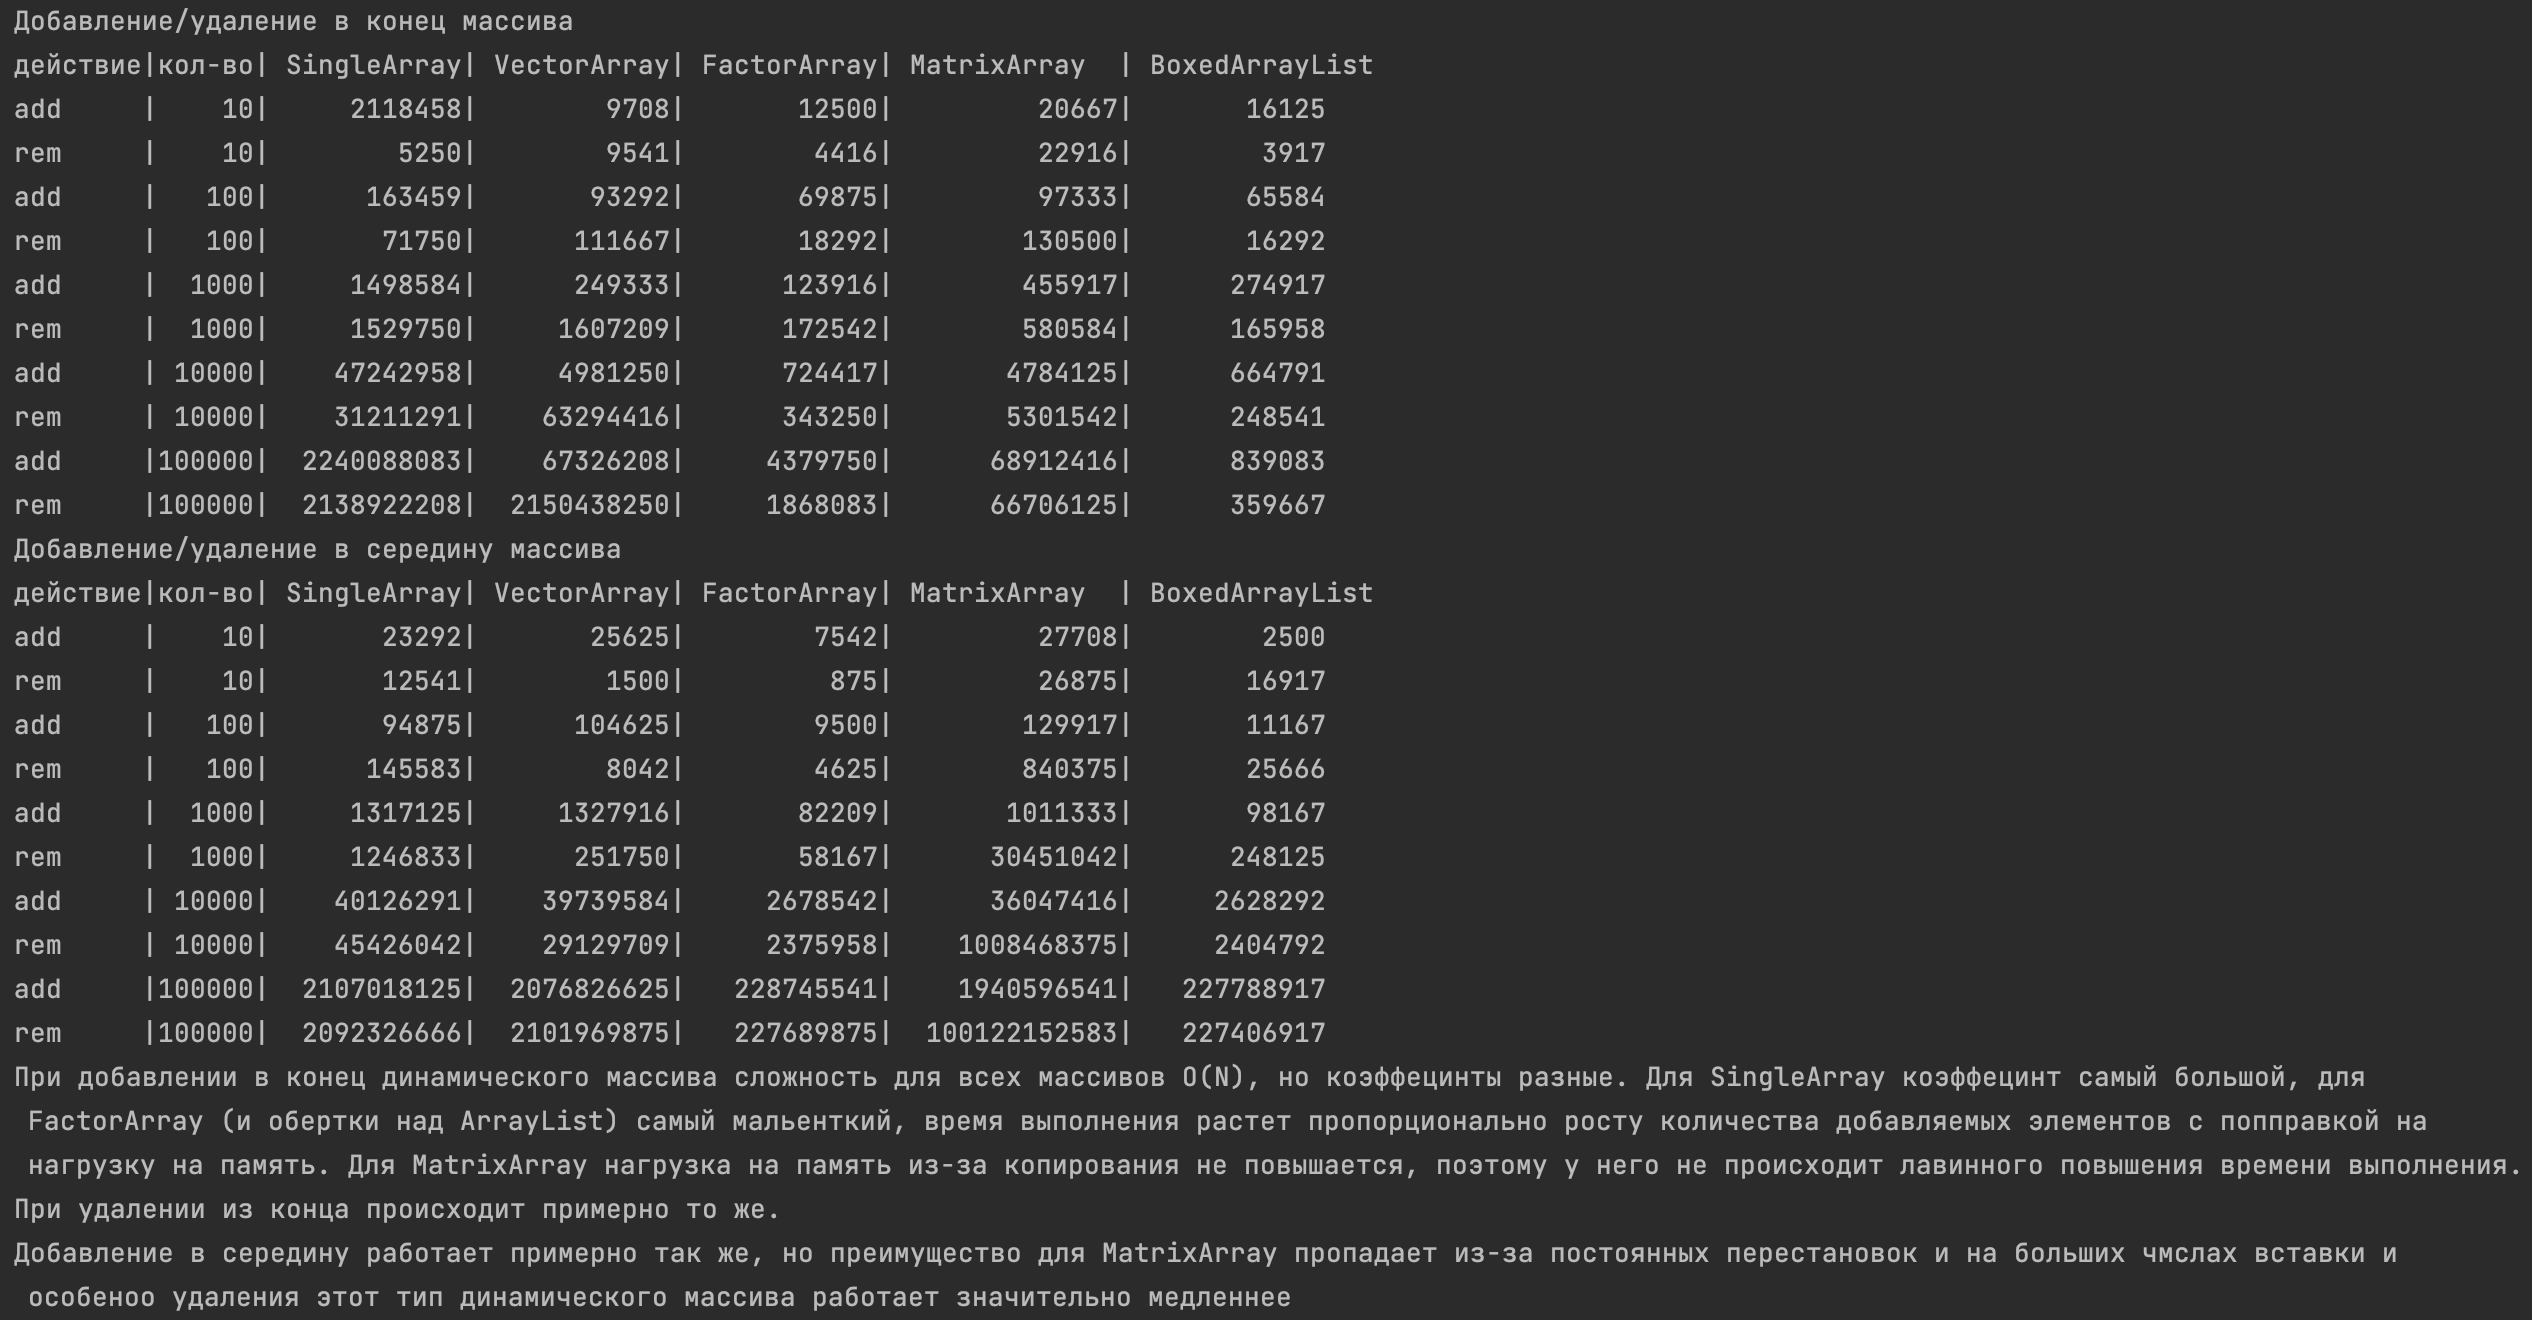 Добавление/удаление в конец массива
действие|кол-во| SingleArray| VectorArray| FactorArray| MatrixArray  | BoxedArrayList
add     |    10|     2118458|        9708|       12500|         20667|       16125
rem     |    10|        5250|        9541|        4416|         22916|        3917
add     |   100|      163459|       93292|       69875|         97333|       65584
rem     |   100|       71750|      111667|       18292|        130500|       16292
add     |  1000|     1498584|      249333|      123916|        455917|      274917
rem     |  1000|     1529750|     1607209|      172542|        580584|      165958
add     | 10000|    47242958|     4981250|      724417|       4784125|      664791
rem     | 10000|    31211291|    63294416|      343250|       5301542|      248541
add     |100000|  2240088083|    67326208|     4379750|      68912416|      839083
rem     |100000|  2138922208|  2150438250|     1868083|      66706125|      359667
Добавление/удаление в середину массива
действие|кол-во| SingleArray| VectorArray| FactorArray| MatrixArray  | BoxedArrayList
add     |    10|       23292|       25625|        7542|         27708|        2500
rem     |    10|       12541|        1500|         875|         26875|       16917
add     |   100|       94875|      104625|        9500|        129917|       11167
rem     |   100|      145583|        8042|        4625|        840375|       25666
add     |  1000|     1317125|     1327916|       82209|       1011333|       98167
rem     |  1000|     1246833|      251750|       58167|      30451042|      248125
add     | 10000|    40126291|    39739584|     2678542|      36047416|     2628292
rem     | 10000|    45426042|    29129709|     2375958|    1008468375|     2404792
add     |100000|  2107018125|  2076826625|   228745541|    1940596541|   227788917
rem     |100000|  2092326666|  2101969875|   227689875|  100122152583|   227406917
При добавлении в конец динамического массива сложность для всех массивов O(N), но коэффецинты разные. Для SingleArray коэффецинт самый большой, для
FactorArray (и обертки над ArrayList) самый мальенткий, время выполнения растет пропорционально росту количества добавляемых элементов с попправкой на
нагрузку на память. Для MatrixArray нагрузка на память из-за копирования не повышается, поэтому у него не происходит лавинного повышения времени выполнения.
При удалении из конца происходит примерно то же.
Добавление в середину работает примерно так же, но преимущество для MatrixArray пропадает из-за постоянных перестановок и на больших чмслах вставки и
особеноо удаления этот тип динамического массива работает значительно медленнее